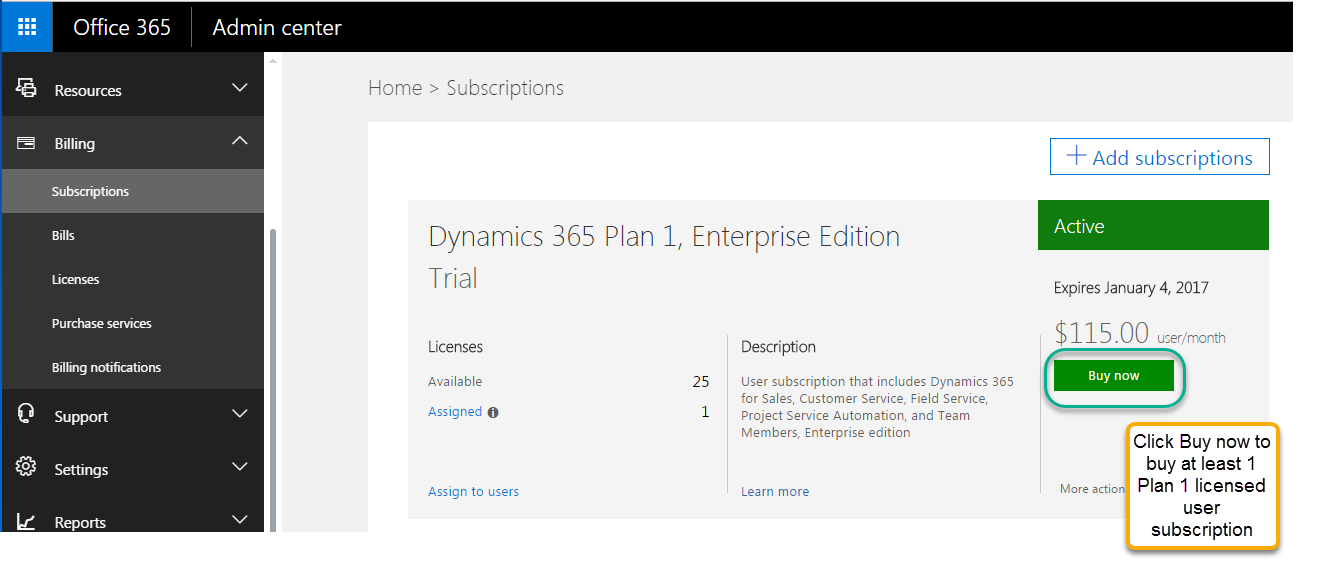 Office 365 Admin center
Resources
Billing
Subscriptions
Bills
Licenses
Purchase services
Billing notifications
Support
Settings
Reports
Home > Subscriptions
+ Add subscriptions
Dynamics 365 Plan 1, Enterprise Edition
Trial
Licenses
Available 25
Assigned 1
Assign to users
Description
User subscription that includes Dynamics 365
for Sales, Customer Service, Field Service,
Project Service Automation, and Team
Members, Enterprise edition
Learn more
Active
Expires January 4, 2017
$115.00 user/month
Buy now
More action
Click Buy now to
buy at least 1
Plan 1 licensed
user
subscription